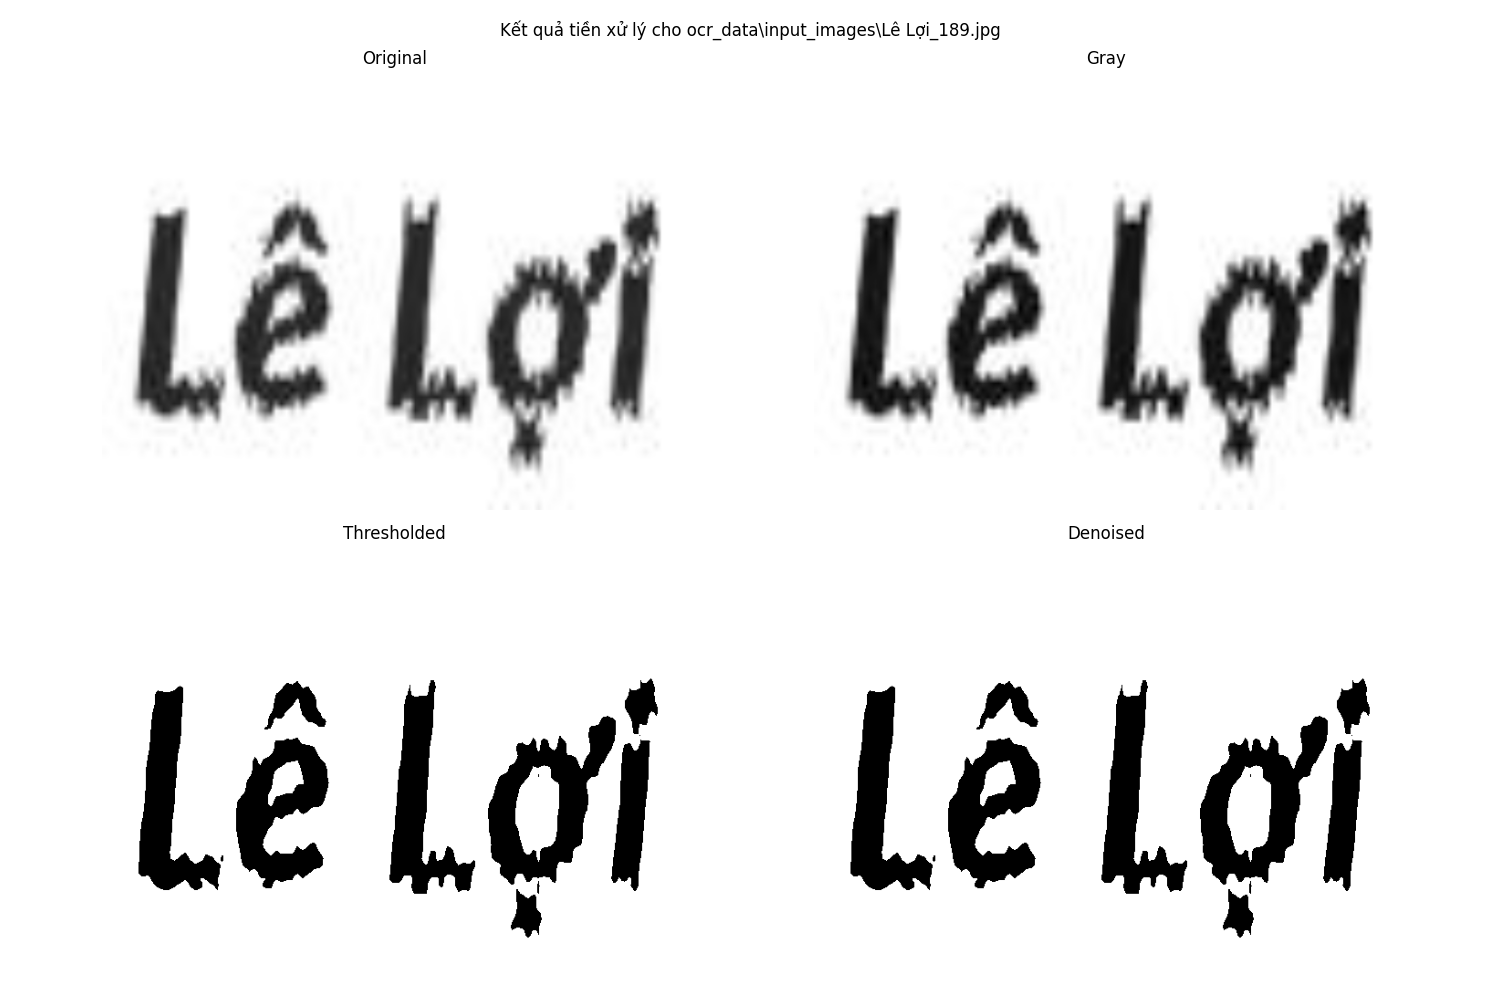 Kết quả tiền xử lý cho ocr_data\input_images\Lê Lợi_189.jpg
Original
Gray
Lê Lợi
Lê Lợi
Thresholded
Denoised
Lê Lợi
Lê Lợi